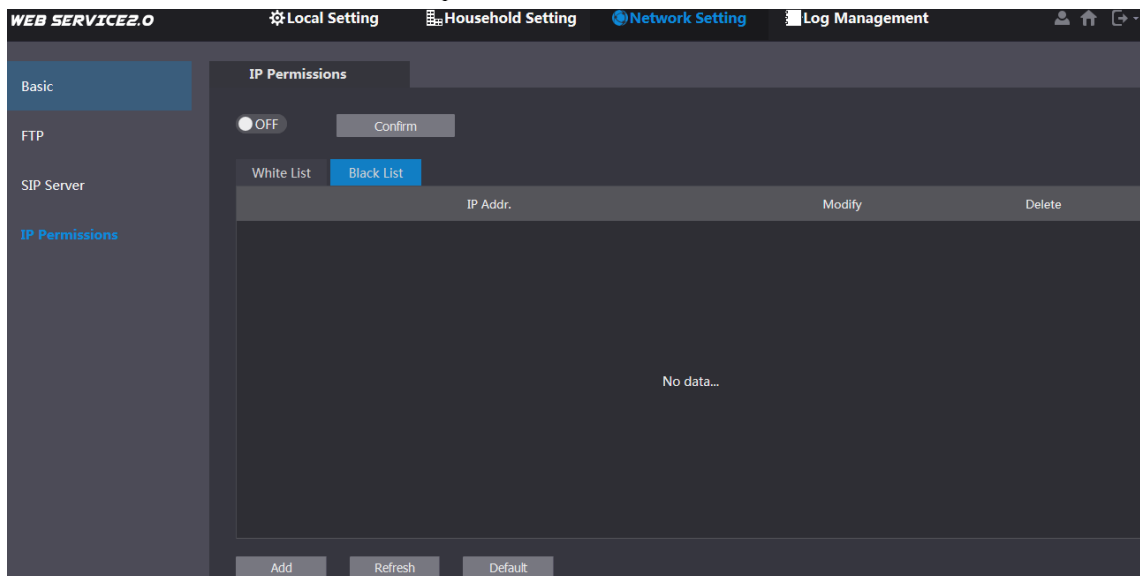 WEB SERVICE2.0 Local Setting Household Setting Network Setting Log Management
Basic
FTP
SIP Server
IP Permissions
IP Permissions
OFF Confirm
White List Black List
IP Addr. Modify Delete
No data...
Add Refresh Default